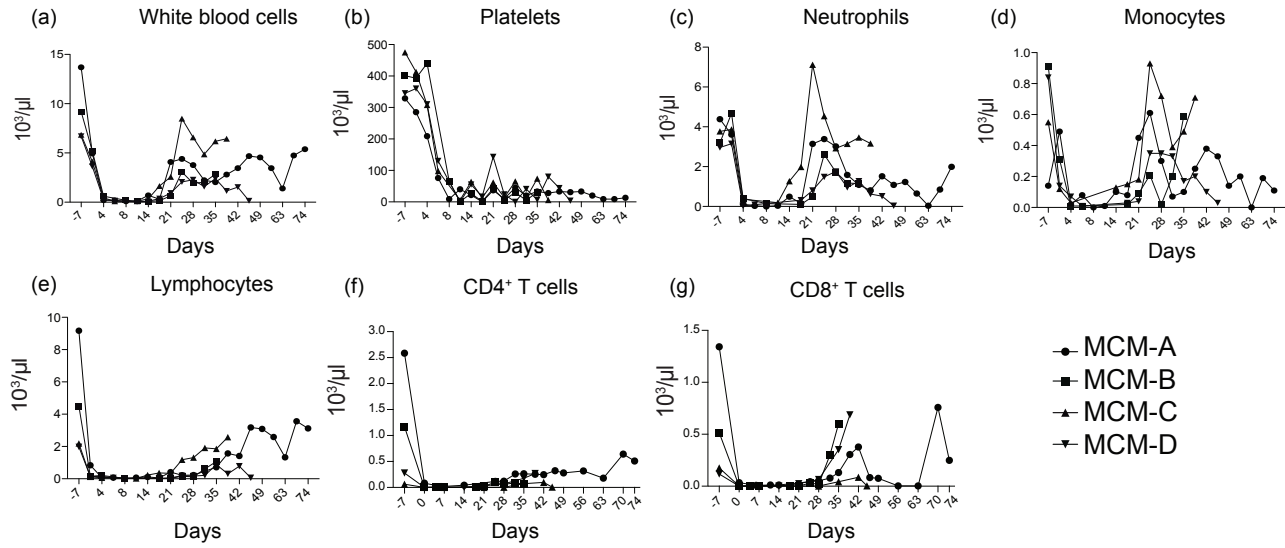 (a) White blood cells
10³/µl
15
10
5
0
-7 4 8 14 21 28 35 42 49 63 74
Days
(b) Platelets
10³/µl
500
400
300
200
100
0
-7 4 8 14 21 28 35 42 49 63 74
Days
(c) Neutrophils
10³/µl
8
6
4
2
0
-7 4 8 14 21 28 35 42 49 63 74
Days
(d) Monocytes
10³/µl
1.0
0.8
0.6
0.4
0.2
0.0
-7 4 8 14 21 28 35 42 49 63 74
Days
(e) Lymphocytes
10³/µl
10
8
6
4
2
0
-7 4 8 14 21 28 35 42 49 63 74
Days
(f) CD4⁺ T cells
10³/µl
3.0
2.5
2.0
1.5
1.0
0.5
0.0
-7 0 7 14 21 28 35 42 49 56 63 70 74
Days
(g) CD8⁺ T cells
10³/µl
1.5
1.0
0.5
0.0
-7 0 7 14 21 28 35 42 49 56 63 70 74
Days
MCM-A
MCM-B
MCM-C
MCM-D